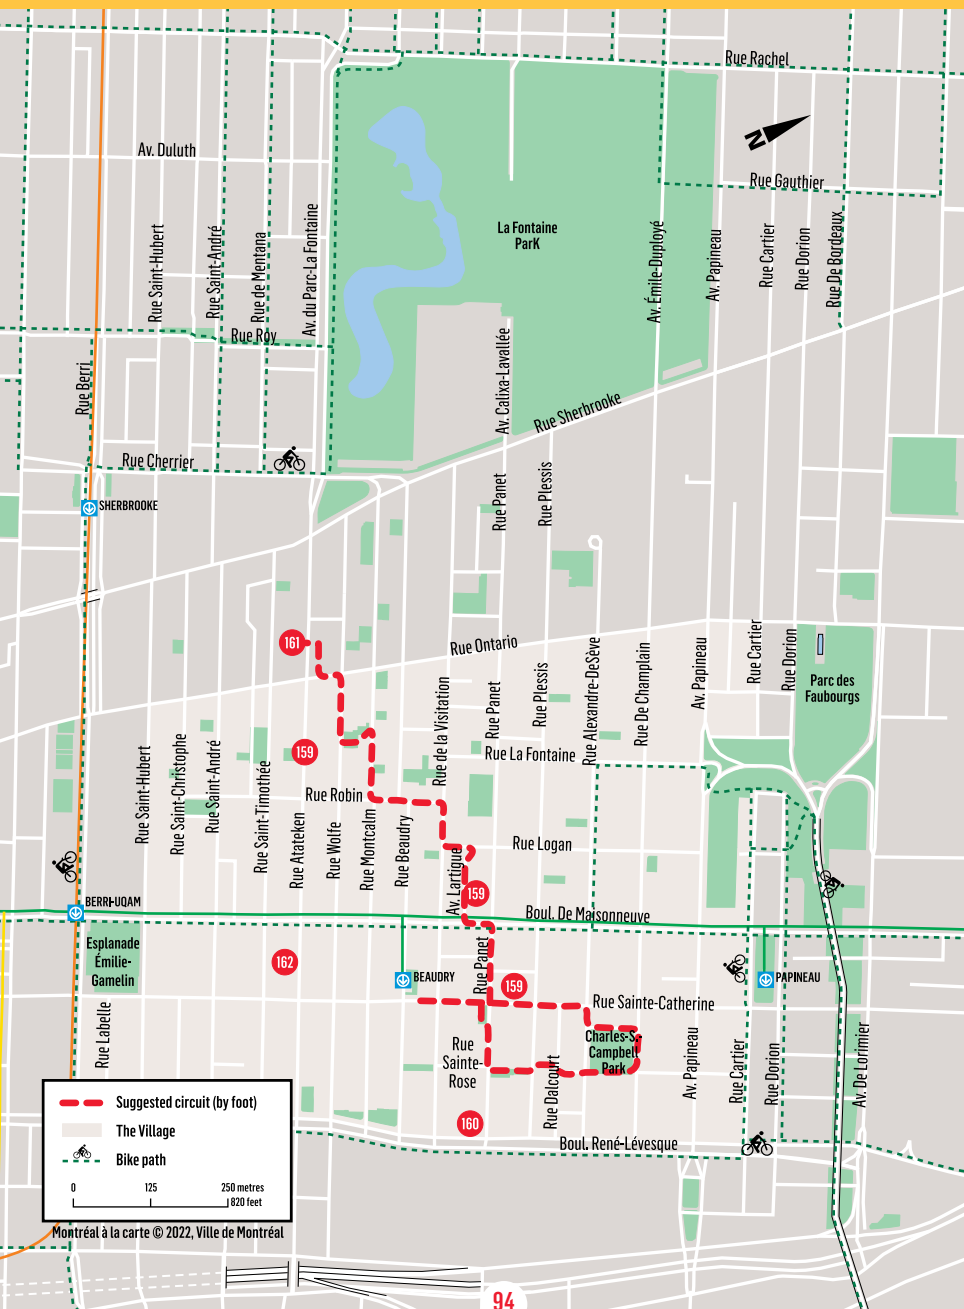 Rue Rachel
Av. Duluth
N
Rue Gauthier
La Fontaine
ParK
Rue Saint-Hubert
Rue Saint-André
Rue de Mentana
Av. du Parc-La Fontaine
Av. Émile-Duployé
Av. Papineau
Rue Cartier
Rue Dorion
Rue De Bordeaux
Rue Roy
Rue Berri
Av. Calixa-Lavallée
Rue Sherbrooke
Rue Cherrier
SHERBROOKE
Rue Panet
Rue Plessis
161
Rue Ontario
Rue Cartier
Rue Dorion
Parc des
Faubourgs
Rue de la Visitation
Rue Panet
Rue Plessis
Rue Alexandre-DeSève
Rue De Champlain
Av. Papineau
Rue La Fontaine
159
Rue Saint-Hubert
Rue Saint-Christophe
Rue Saint-André
Rue Saint-Timothée
Rue Robin
Rue Atateken
Rue Wolfe
Rue Montcalm
Rue Beaudry
Rue Logan
Av. Lartigue
159
BERRI-UQAM
Boul. De Maisonneuve
Esplanade
Émilie-
Gamelin
162
BEAUDRY
Rue Panet
159
PAPINEAU
Rue Sainte-Catherine
Rue Labelle
Rue
Sainte-
Rose
Charles-S.-
Campbell
Park
Rue Dalcourt
Av. Papineau
Rue Cartier
Rue Dorion
Av. De Lorimier
160
Boul. René-Lévesque
Suggested circuit (by foot)
The Village
Bike path
0 125 250 metres
820 feet
Montréal à la carte © 2022, Ville de Montréal
94